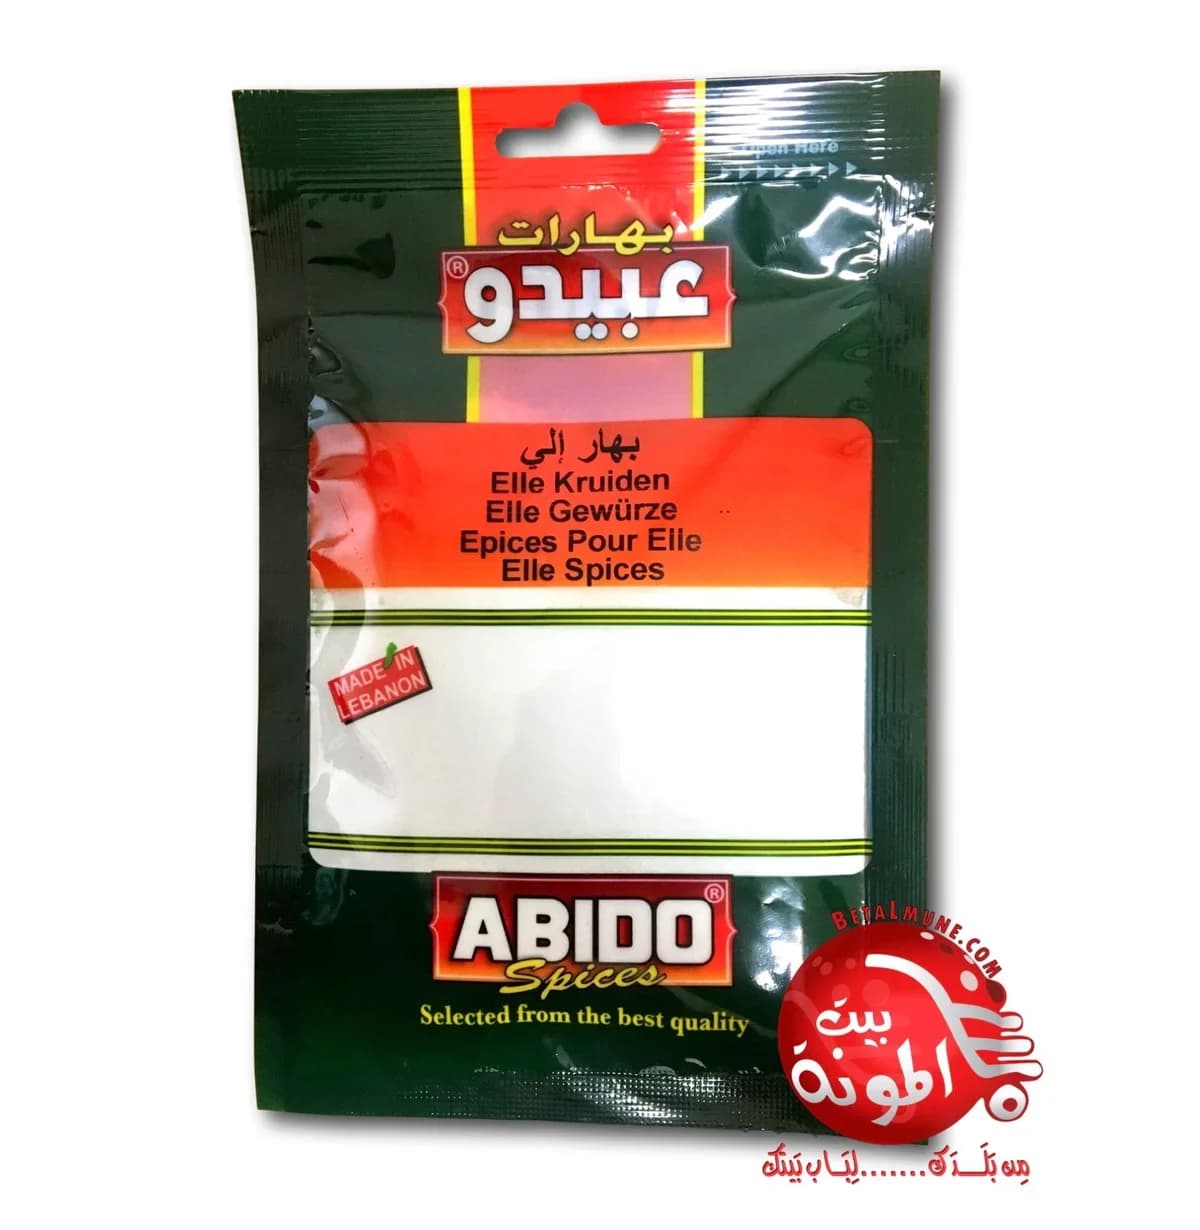 Open Here
بهارات
عبيدو ®
بهار إلي
Elle Kruiden
Elle Gewürze
Epices Pour Elle
Elle Spices
MADE IN
LEBANON
ABIDO ®
Spices
Selected from the best quality
BETALMUNE.COM
بيت
المونة
من بلدك.......لباب بيتك